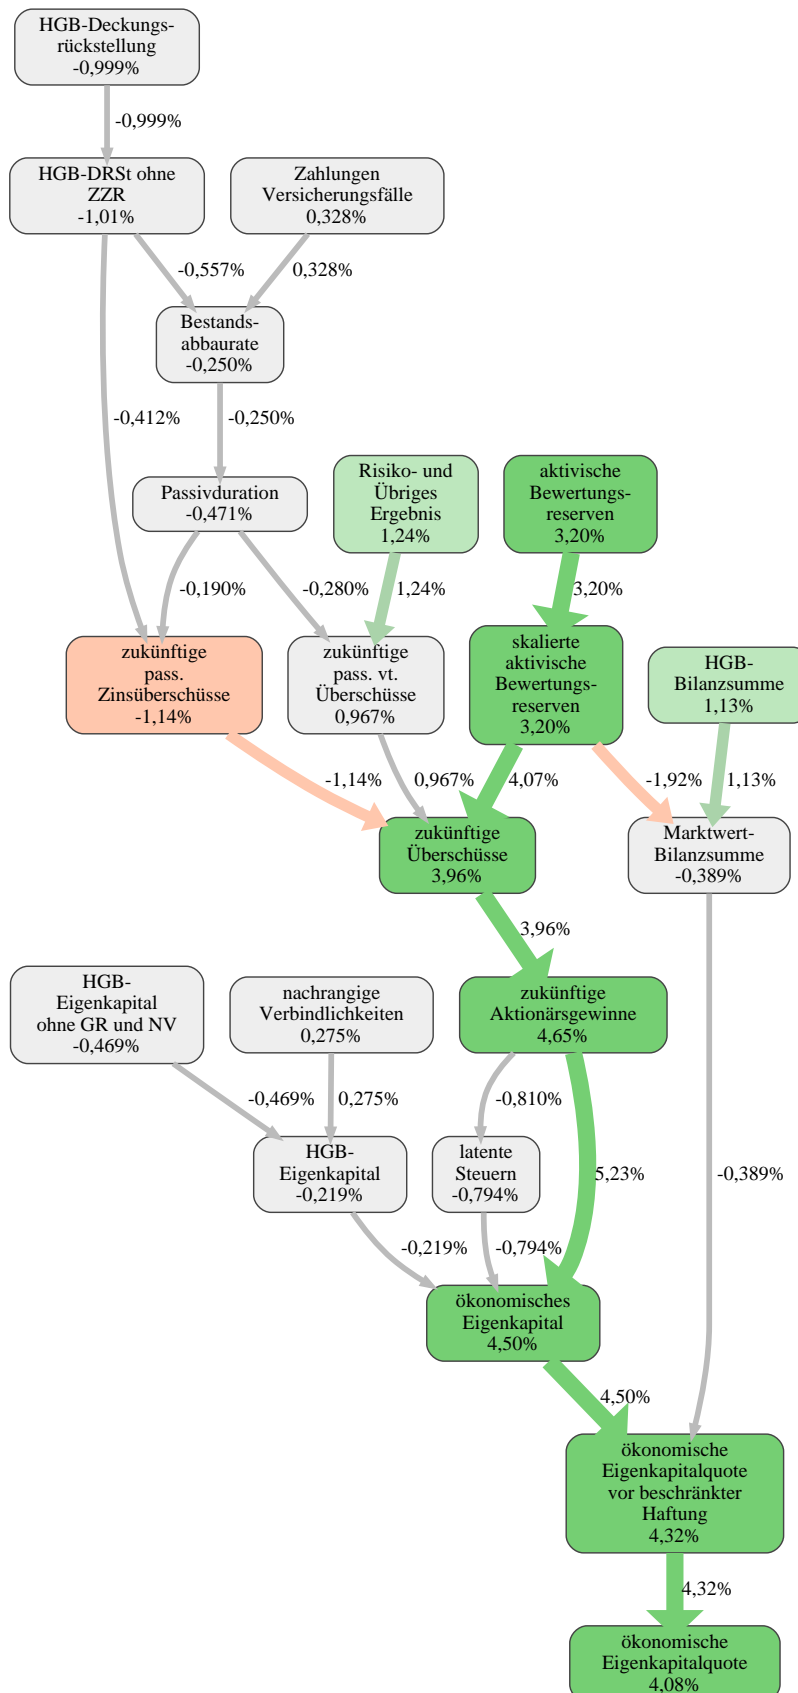 HGB-Deckungs-
rückstellung
-0,999%
-0,999%
HGB-DRSt ohne
ZZR
-1,01%
Zahlungen
Versicherungsfälle
0,328%
-0,557%
0,328%
Bestands-
abbaurate
-0,250%
-0,412%
-0,250%
Passivduration
-0,471%
Risiko- und
Übriges
Ergebnis
1,24%
aktivische
Bewertungs-
reserven
3,20%
-0,190%
-0,280%
1,24%
3,20%
zukünftige
pass.
Zinsüberschüsse
-1,14%
zukünftige
pass. vt.
Überschüsse
0,967%
skalierte
aktivische
Bewertungs-
reserven
3,20%
HGB-
Bilanzsumme
1,13%
-1,14%
0,967%
4,07%
-1,92%
1,13%
zukünftige
Überschüsse
3,96%
Marktwert-
Bilanzsumme
-0,389%
3,96%
HGB-
Eigenkapital
ohne GR und NV
-0,469%
nachrangige
Verbindlichkeiten
0,275%
zukünftige
Aktionärsgewinne
4,65%
-0,469%
0,275%
-0,810%
HGB-
Eigenkapital
-0,219%
latente
Steuern
-0,794%
5,23%
-0,389%
-0,219%
-0,794%
ökonomisches
Eigenkapital
4,50%
4,50%
ökonomische
Eigenkapitalquote
vor beschränkter
Haftung
4,32%
4,32%
ökonomische
Eigenkapitalquote
4,08%